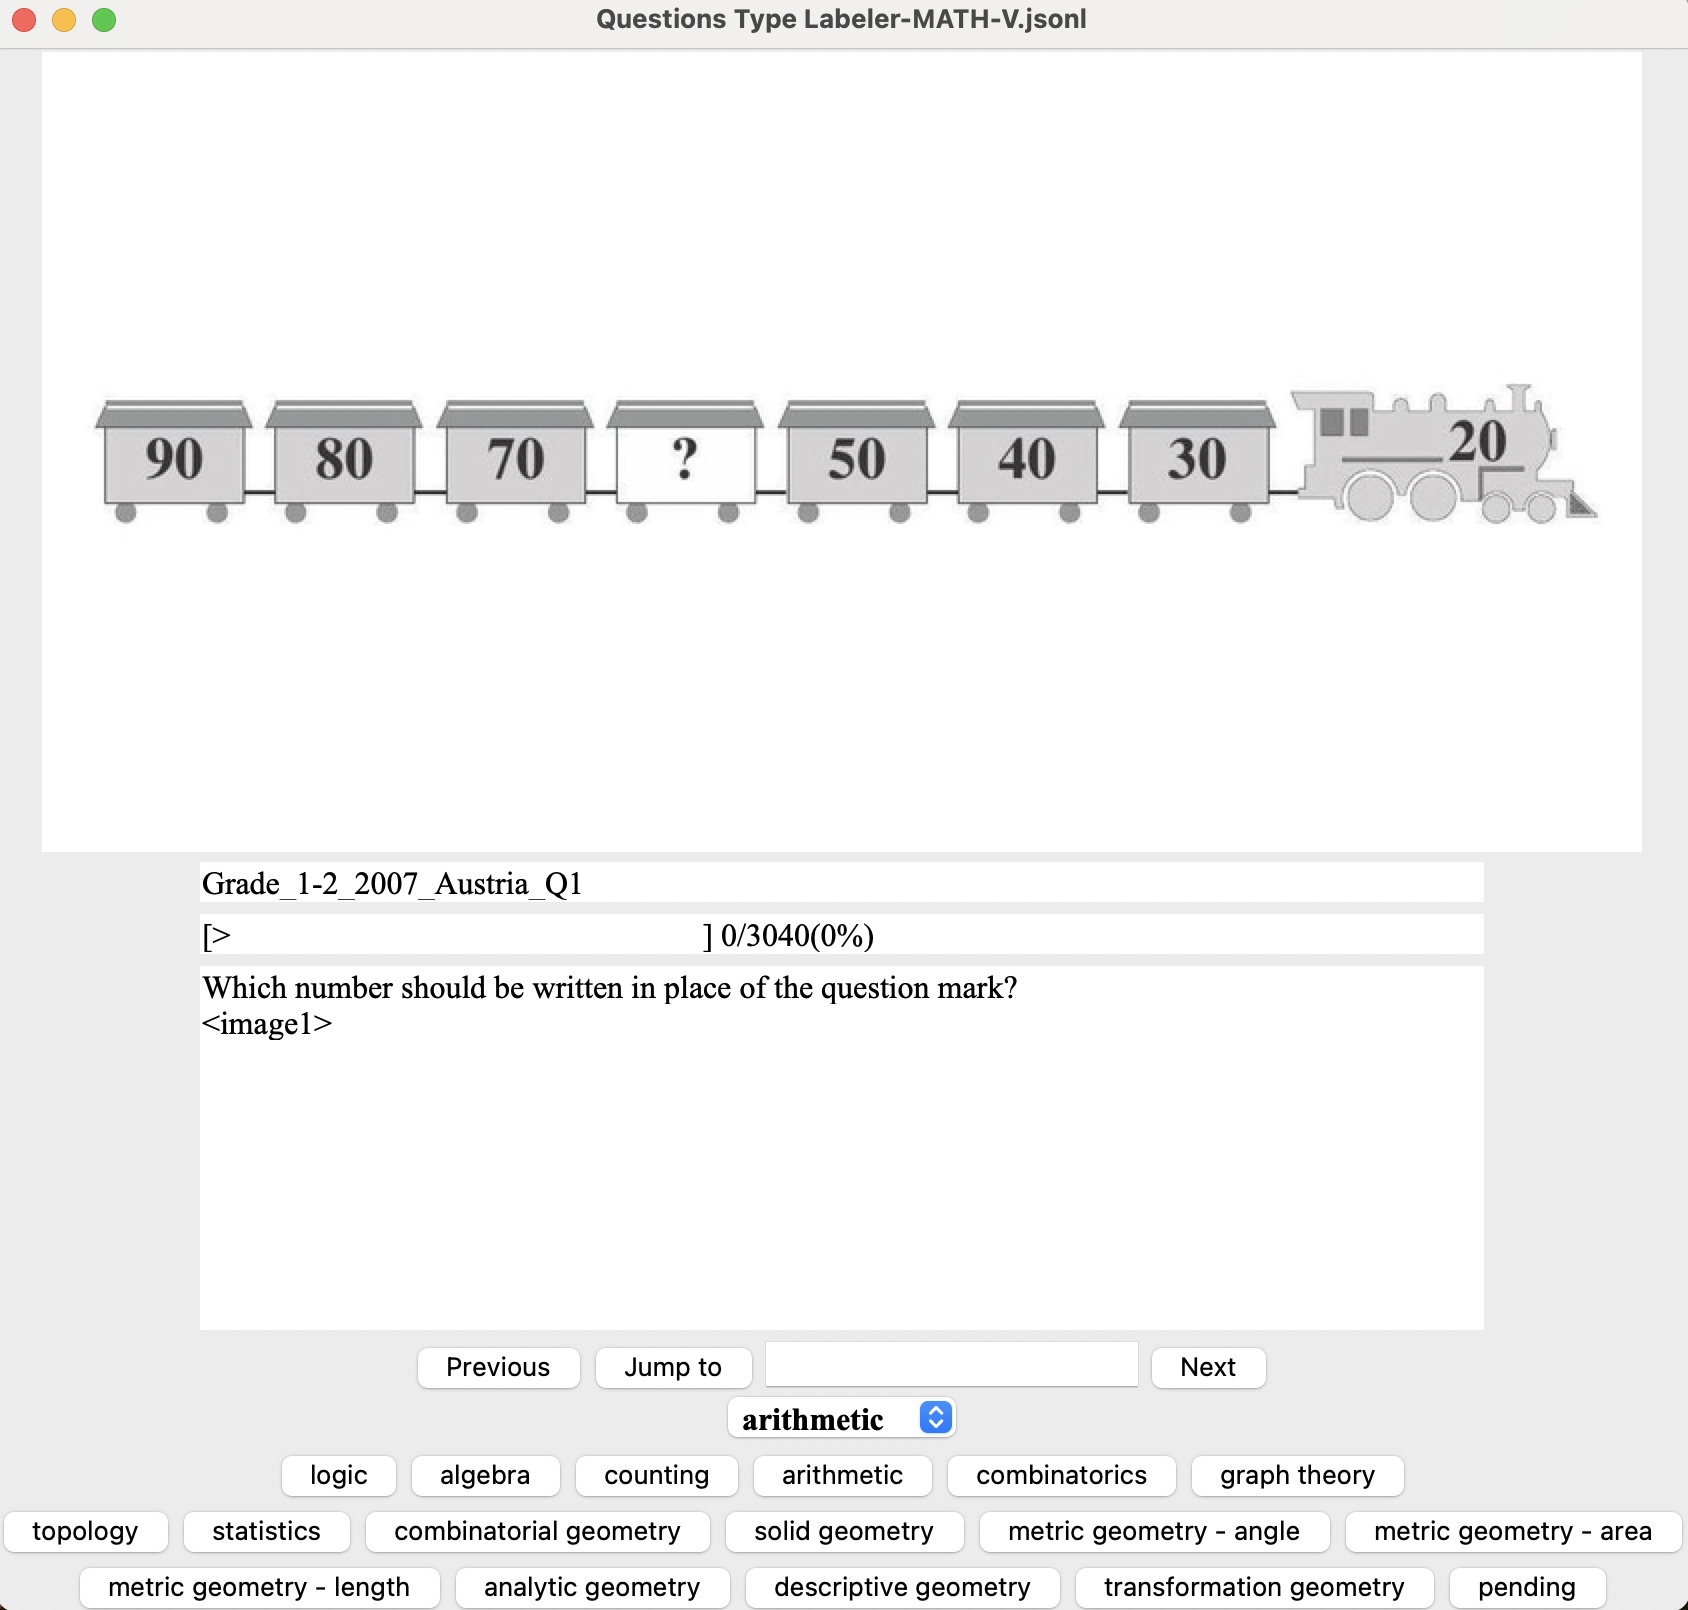 Questions Type Labeler-MATH-V.jsonl
90 80 70 ? 50 40 30 20
Grade_1-2_2007_Austria_Q1
[> ] 0/3040(0%)
Which number should be written in place of the question mark?
<image1>
Previous Jump to Next
arithmetic
logic algebra counting arithmetic combinatorics graph theory
topology statistics combinatorial geometry solid geometry metric geometry - angle metric geometry - area
metric geometry - length analytic geometry descriptive geometry transformation geometry pending